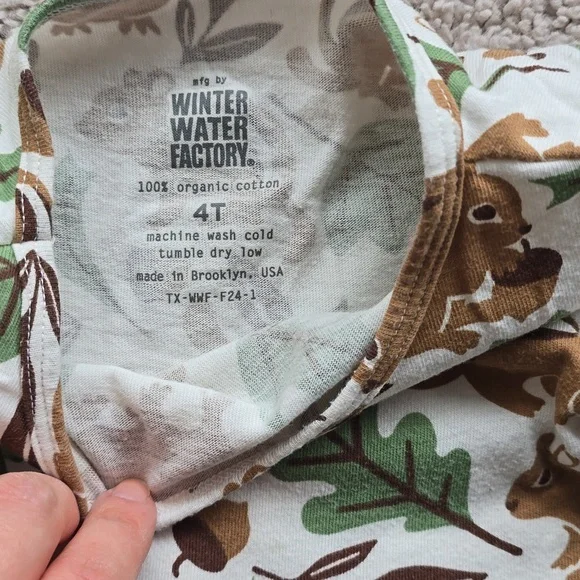 mfg by
WINTER
WATER
FACTORY®
100% organic cotton
4T
machine wash cold
tumble dry low
made in Brooklyn, USA
TX-WWF-F24-1